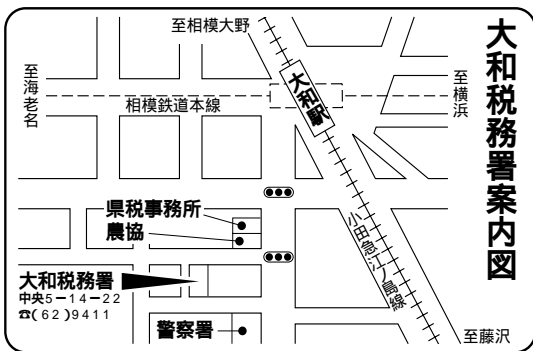 大和税務署案内図
至相模大野
至海老名
相模鉄道本線
大和駅
至横浜
県税事務所
農協
小田急江ノ島線
大和税務署
中央5-14-22
☎(62)9411
警察署
至藤沢